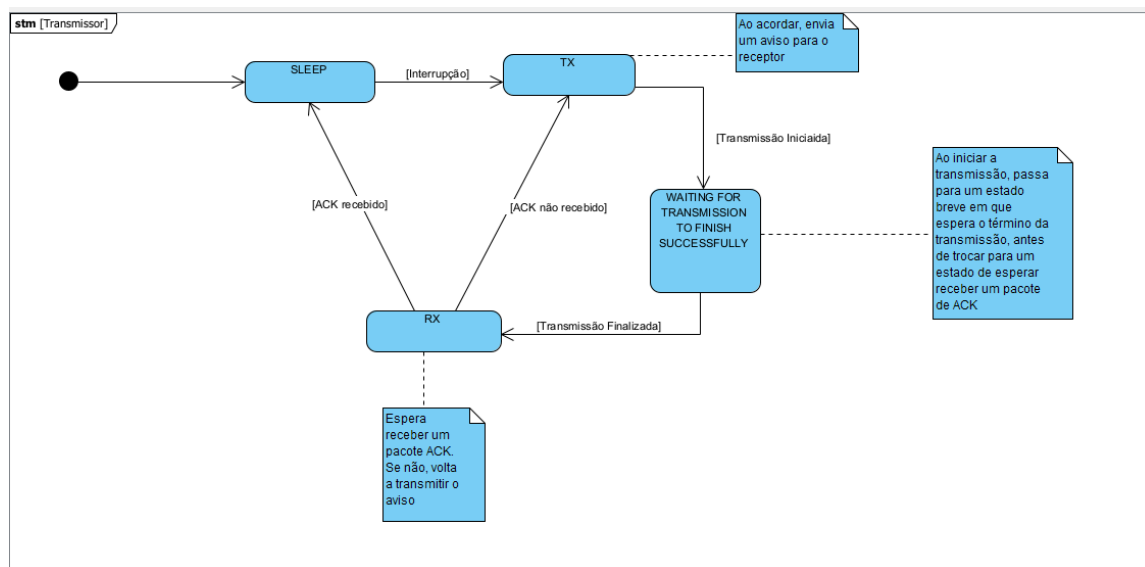 stm [Transmissor]
Ao acordar, envia
um aviso para o
receptor
SLEEP
[Interrupção]
TX
[Transmissão Iniciaida]
Ao iniciar a
transmissão, passa
para um estado
breve em que
espera o término da
transmissão, antes
de trocar para um
estado de esperar
receber um pacote
de ACK
WAITING FOR
TRANSMISSION
TO FINISH
SUCCESSFULLY
[ACK recebido]
[ACK não recebido]
RX
[Transmissão Finalizada]
Espera
receber um
pacote ACK.
Se não, volta
a transmitir o
aviso